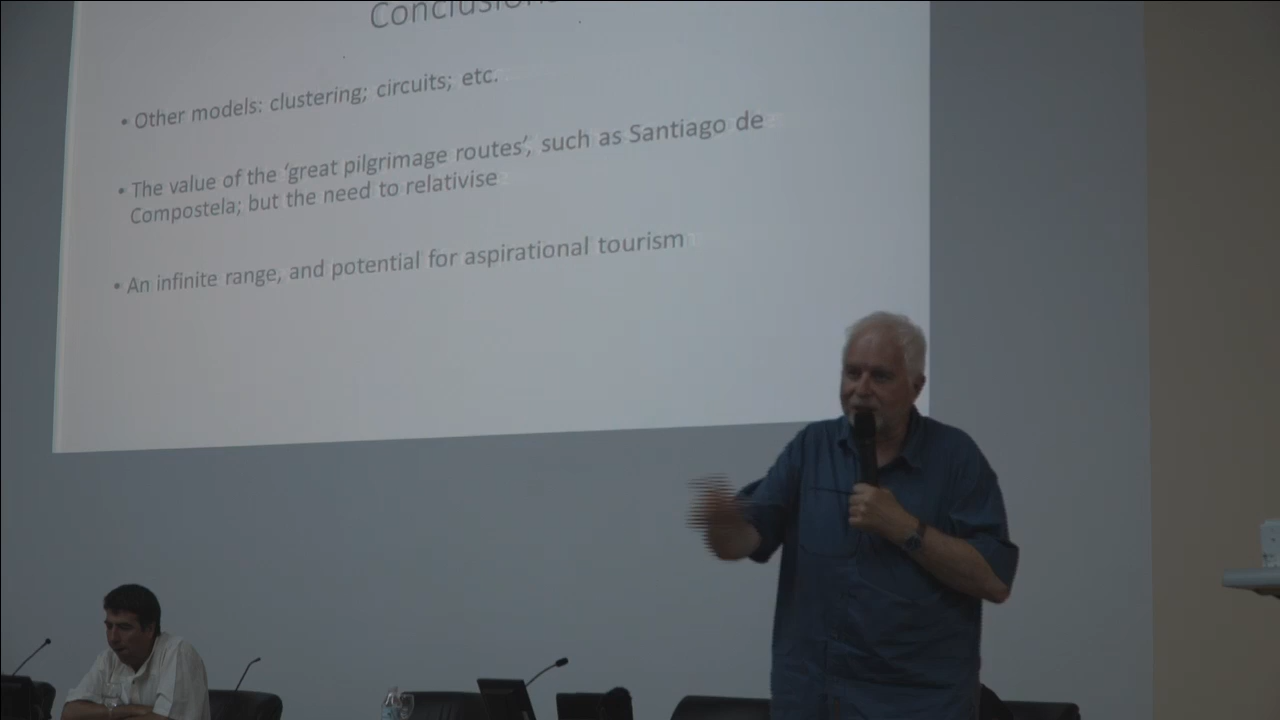 Conclusions
• Other models: clustering; circuits; etc.
• The value of the ‘great pilgrimage routes’, such as Santiago de
Compostela; but the need to relativise
• An infinite range, and potential for aspirational tourism